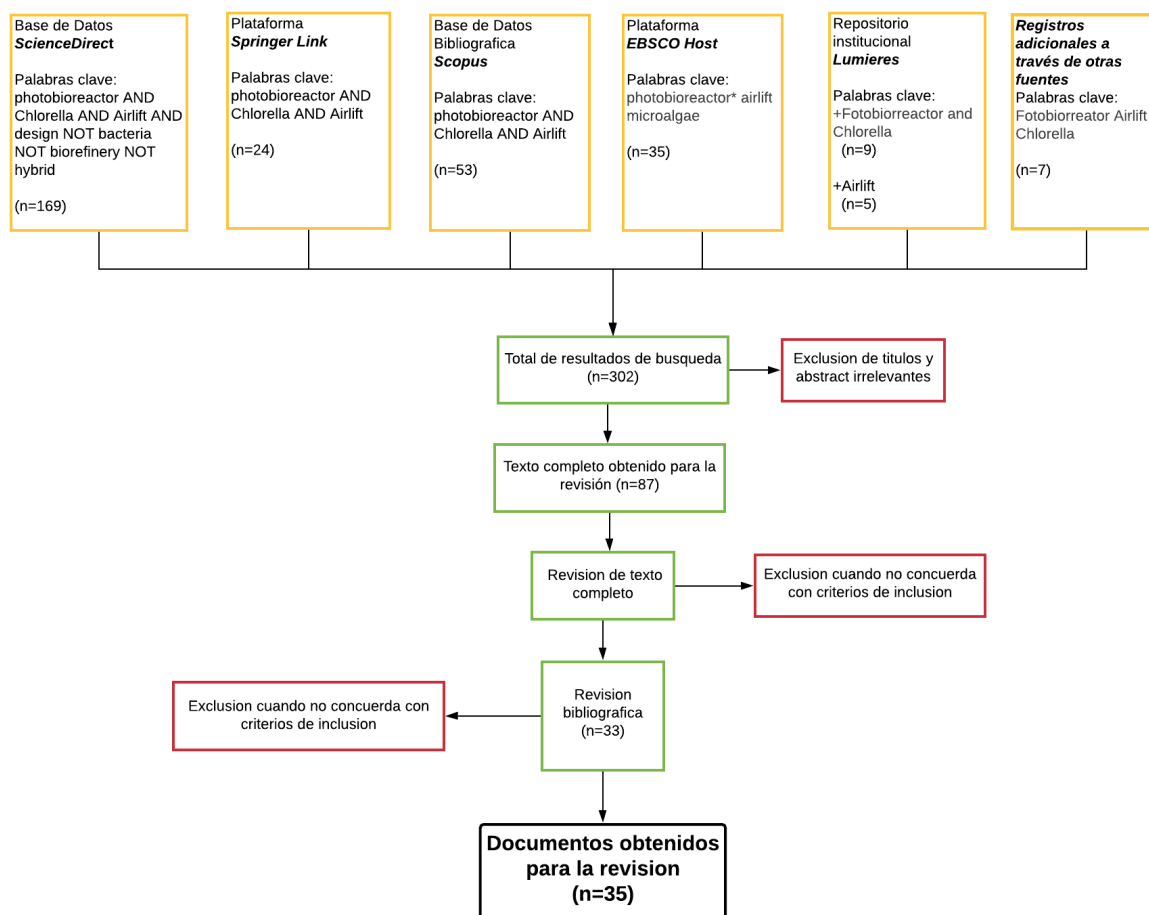 Base de Datos
ScienceDirect
Palabras clave:
photobioreactor AND
Chlorella AND Airlift AND
design NOT bacteria
NOT biorefinery NOT
hybrid
(n=169)
Plataforma
Springer Link
Palabras clave:
photobioreactor AND
Chlorella AND Airlift
(n=24)
Base de Datos
Bibliografica
Scopus
Palabras clave:
photobioreactor AND
Chlorella AND Airlift
(n=53)
Plataforma
EBSCO Host
Palabras clave:
photobioreactor* airlift
microalgae
(n=35)
Repositorio
institucional
Lumieres
Palabras clave:
+Fotobiorreactor and
Chlorella
(n=9)
+Airlift
(n=5)
Registros
adicionales a
través de otras
fuentes
Palabras clave:
Fotobiorreator Airlift
Chlorella
(n=7)
Total de resultados de busqueda
(n=302)
Exclusion de titulos y
abstract irrelevantes
Texto completo obtenido para la
revisión (n=87)
Revision de texto
completo
Exclusion cuando no concuerda
con criterios de inclusion
Revision
bibliografica
(n=33)
Exclusion cuando no concuerda con
criterios de inclusion
Documentos obtenidos
para la revision
(n=35)